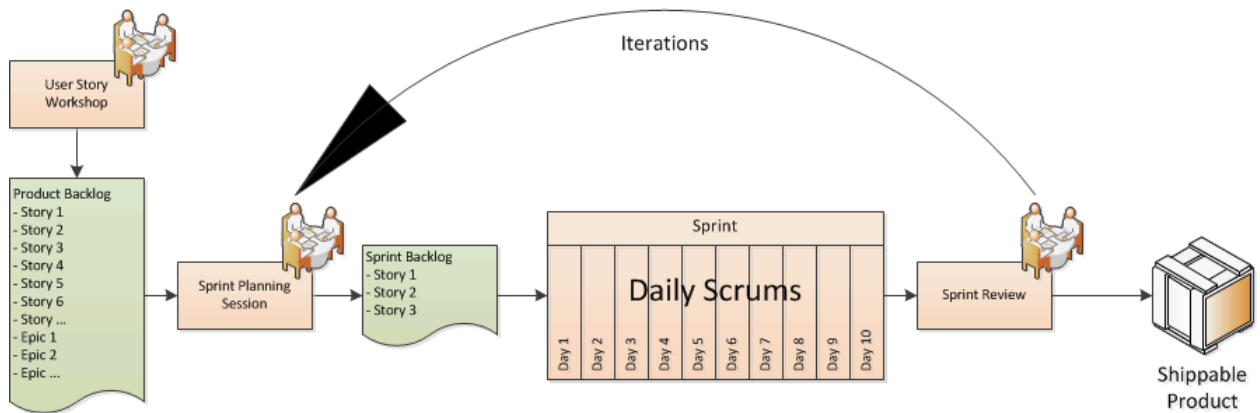 Iterations
User Story
Workshop
Product Backlog
- Story 1
- Story 2
- Story 3
- Story 4
- Story 5
- Story 6
- Story ...
- Epic 1
- Epic 2
- Epic ...
Sprint Planning
Session
Sprint Backlog
- Story 1
- Story 2
- Story 3
Sprint
Daily Scrums
Day 1
Day 2
Day 3
Day 4
Day 5
Day 6
Day 7
Day 8
Day 9
Day 10
Sprint Review
Shippable
Product